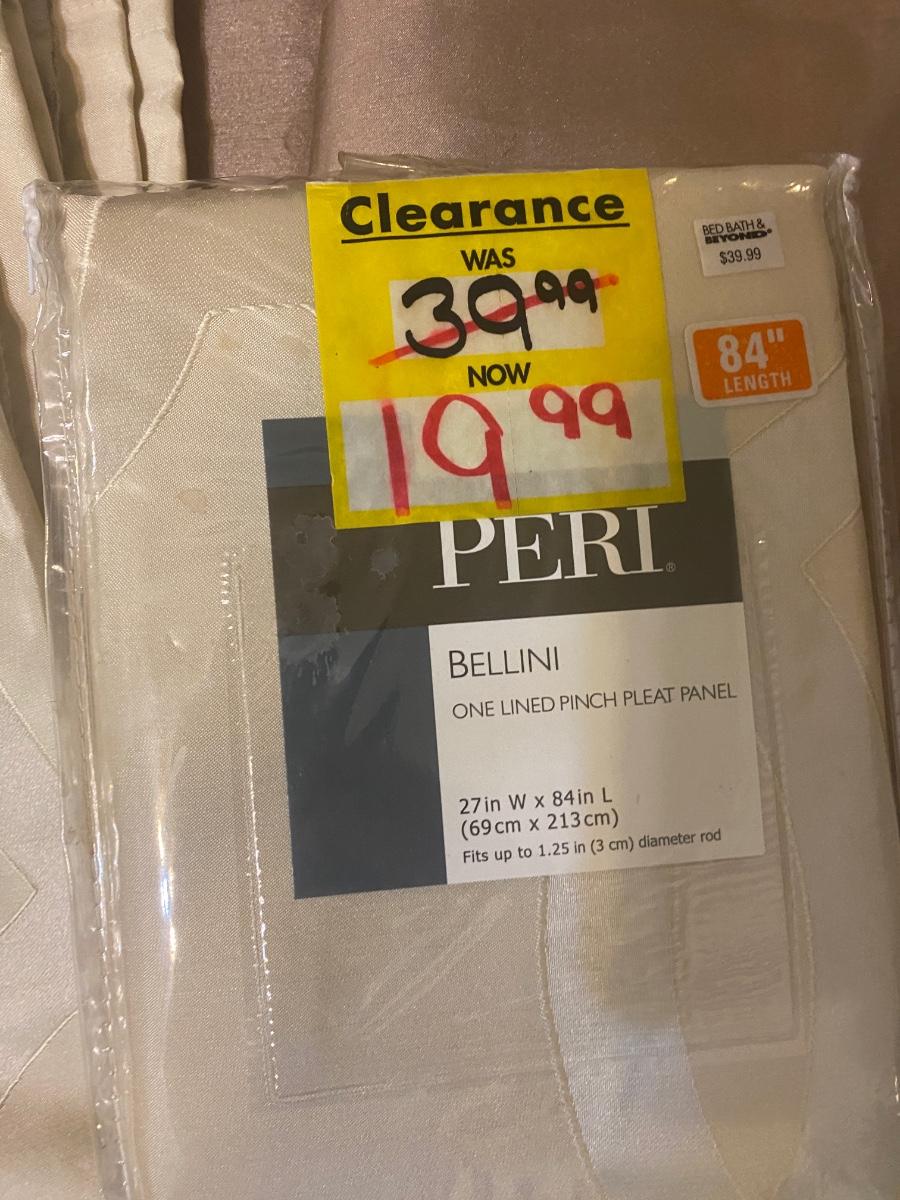 Clearance
WAS
39 99
NOW
19 99
BED BATH &
BEYOND®
$39.99
84"
LENGTH
PERI®
BELLINI
ONE LINED PINCH PLEAT PANEL
27in W x 84in L
(69cm x 213cm)
Fits up to 1.25 in (3 cm) diameter rod